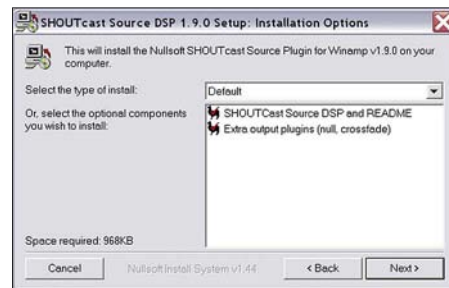 SHOUTcast Source DSP 1.9.0 Setup: Installation Options
This will install the Nullsoft SHOUTcast Source Plugin for Winamp v1.9.0 on your
computer.
Select the type of install:
Default
Or, select the optional components
you wish to install:
SHOUTCast Source DSP and README
Extra output plugins (null, crossfade)
Space required: 968KB
Cancel
Nullsoft Install System v1.44
< Back
Next >